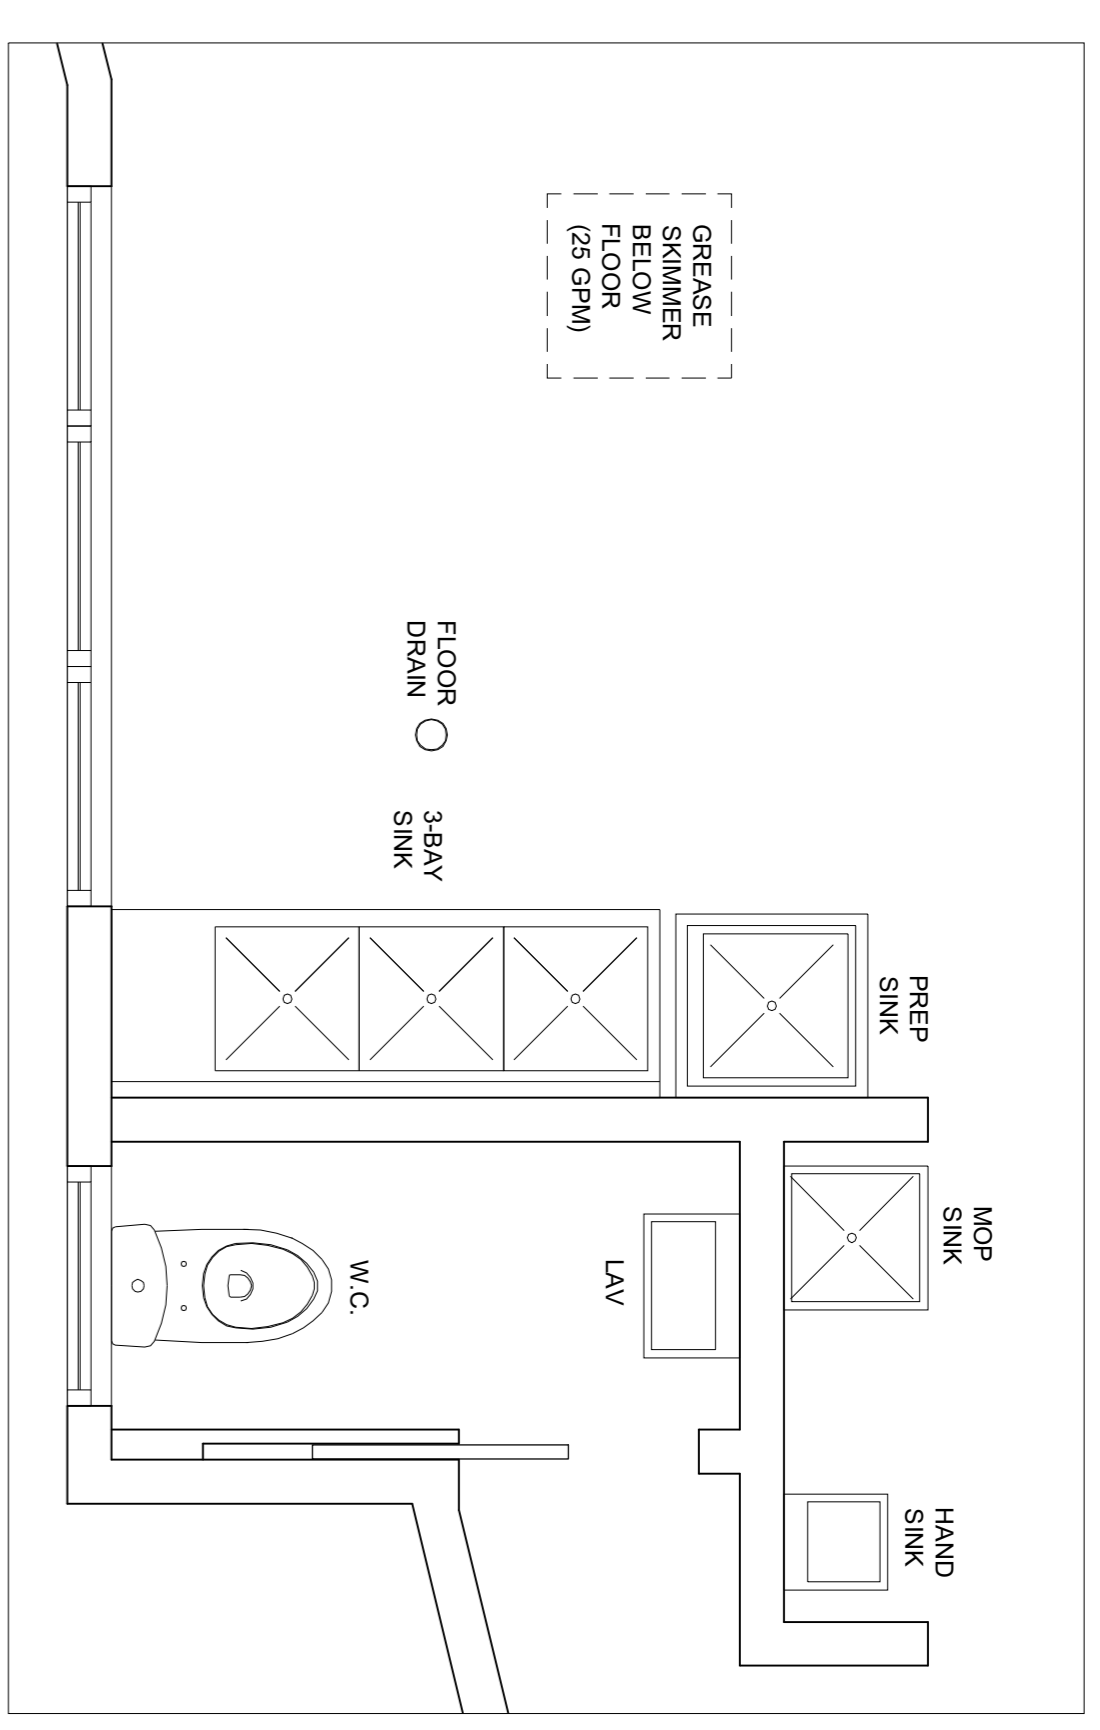 GREASE
SKIMMER
BELOW
FLOOR
(25 GPM)
FLOOR
DRAIN
3-BAY
SINK
PREP
SINK
MOP
SINK
W.C.
LAV
HAND
SINK